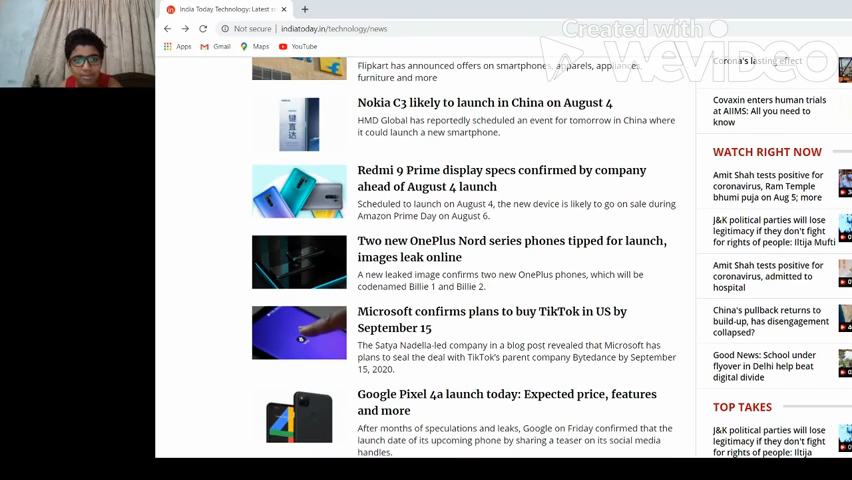 India Today Technology: Latest
Not secure
indiatoday.in/technology/news
Apps
Gmail
Maps
YouTube
Created with
WeVideo
Flipkart has announced offers on smartphones, apparels, appliances,
furniture and more
Nokia C3 likely to launch in China on August 4
HMD Global has reportedly scheduled an event for tomorrow in China where
it could launch a new smartphone.
Redmi 9 Prime display specs confirmed by company
ahead of August 4 launch
Scheduled to launch on August 4, the new device is likely to go on sale during
Amazon Prime Day on August 6.
Two new OnePlus Nord series phones tipped for launch,
images leak online
A new leaked image confirms two new OnePlus phones, which will be
codenamed Billie 1 and Billie 2.
Microsoft confirms plans to buy TikTok in US by
September 15
The Satya Nadella-led company in a blog post revealed that Microsoft has
plans to seal the deal with TikTok's parent company Bytedance by September
15, 2020.
Google Pixel 4a launch today: Expected price, features
and more
After months of speculations and leaks, Google on Friday confirmed that the
launch date of its upcoming phone by sharing a teaser on its social media
handles.
Corona's lasting effect
Covaxin enters human trials
at AIIMS: All you need to
know
WATCH RIGHT NOW
Amit Shah tests positive for
coronavirus, Ram Temple
bhumi puja on Aug 5; more
J&K political parties will lose
legitimacy if they don't fight
for rights of people: Iltija Mufti
Amit Shah tests positive for
coronavirus, admitted to
hospital
China's pullback returns to
build-up, has disengagement
collapsed?
Good News: School under
flyover in Delhi help beat
digital divide
TOP TAKES
J&K political parties will lose
legitimacy if they don't fight
for rights of people: Iltija